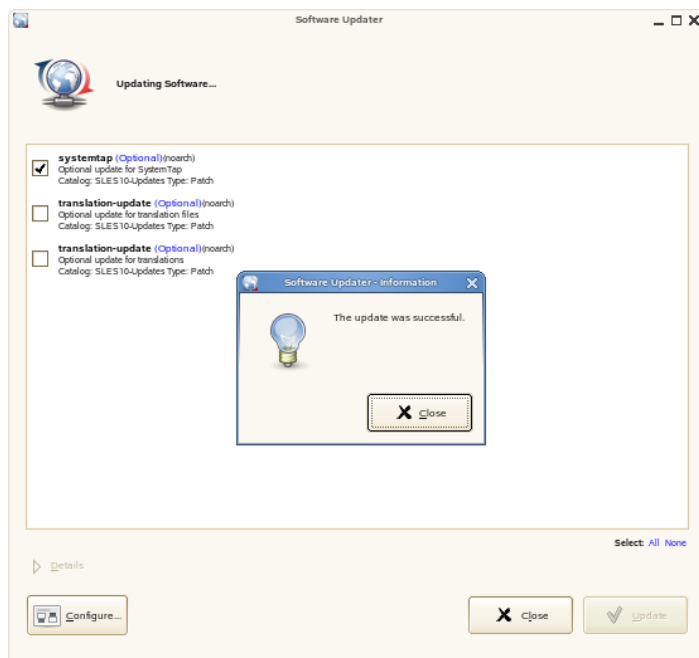 Software Updater
Updating Software...
systemtap (Optional)(noarch)
Optional update for SystemTap
Catalog: SLES10-Updates Type: Patch
translation-update (Optional)(noarch)
Optional update for translation files
Catalog: SLES10-Updates Type: Patch
translation-update (Optional)(noarch)
Optional update for translations
Catalog: SLES10-Updates Type: Patch
Software Updater - Information
The update was successful.
Close
Select: All None
Details
Configure...
Close
Update